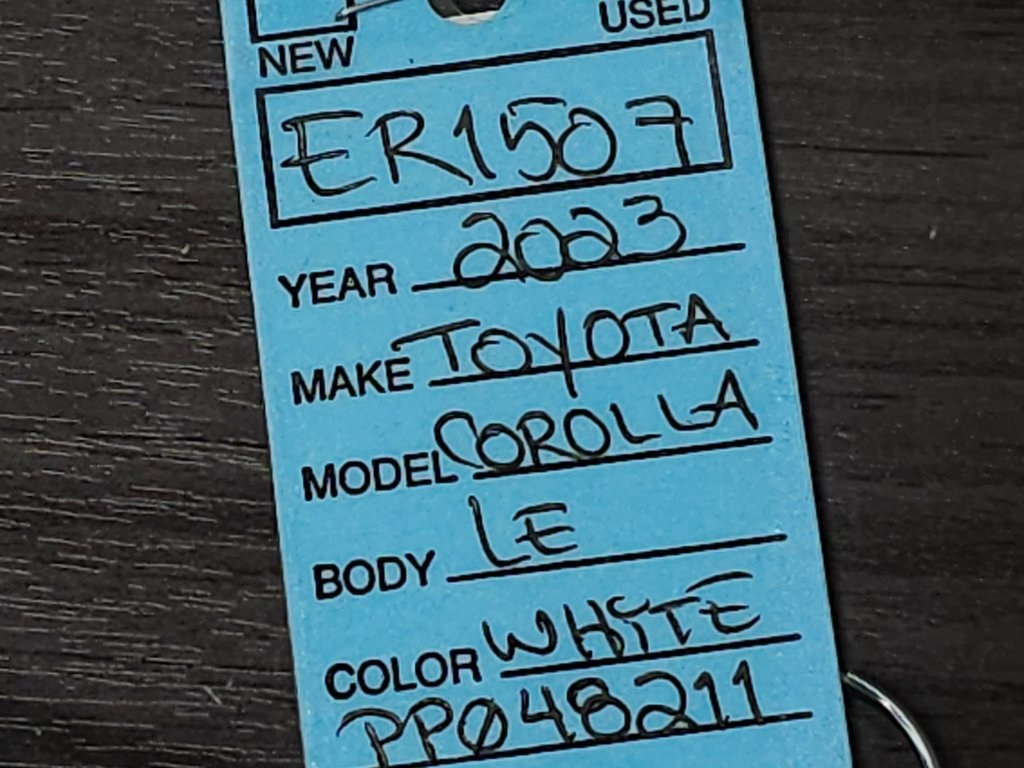 NEW USED
ER1507
YEAR 2023
MAKE TOYOTA
MODEL COROLLA
BODY LE
COLOR WHITE
PPØ48211